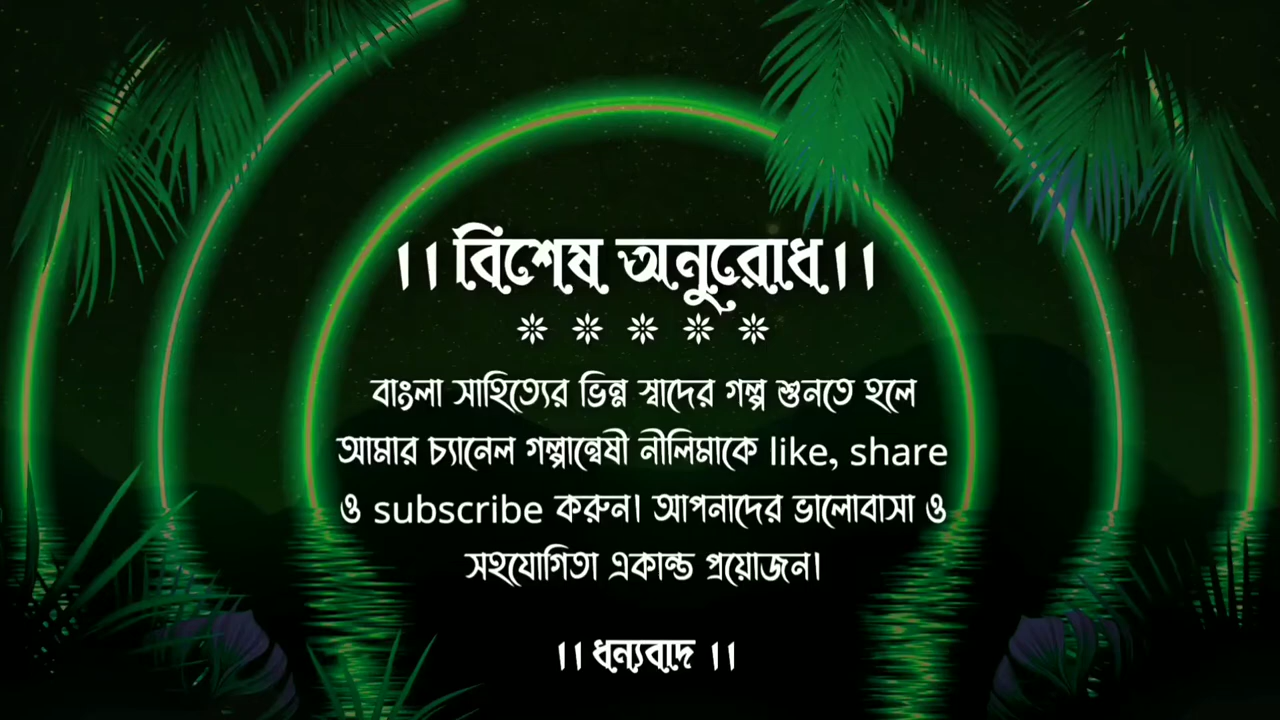 ।। বিশেষ অনুরোধ।।
বাংলা সাহিত্যের ভিন্ন স্বাদের গল্প শুনতে হলে
আমার চ্যানেল গল্পান্বেষী নীলিমাকে like, share
ও subscribe করুন। আপনাদের ভালোবাসা ও
সহযোগিতা একান্ত প্রয়োজন।
।। ধন্যবাদ ।।